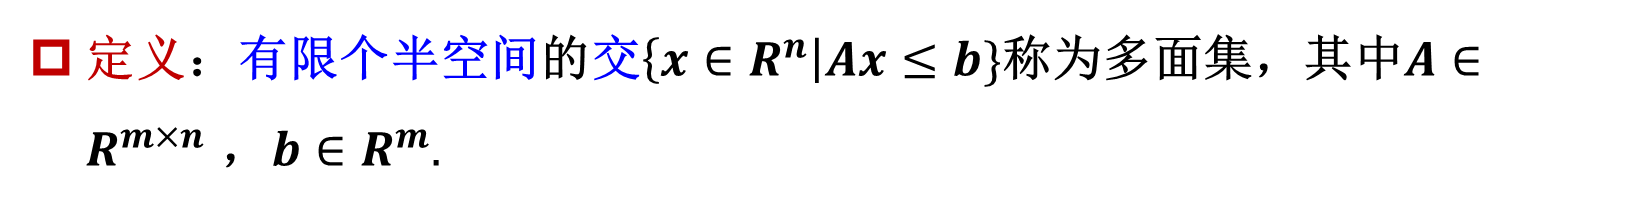 定义：有限个半空间的交{x ∈ Rⁿ|Ax ≤ b}称为多面集，其中A ∈
Rᵐˣⁿ，b ∈ Rᵐ.